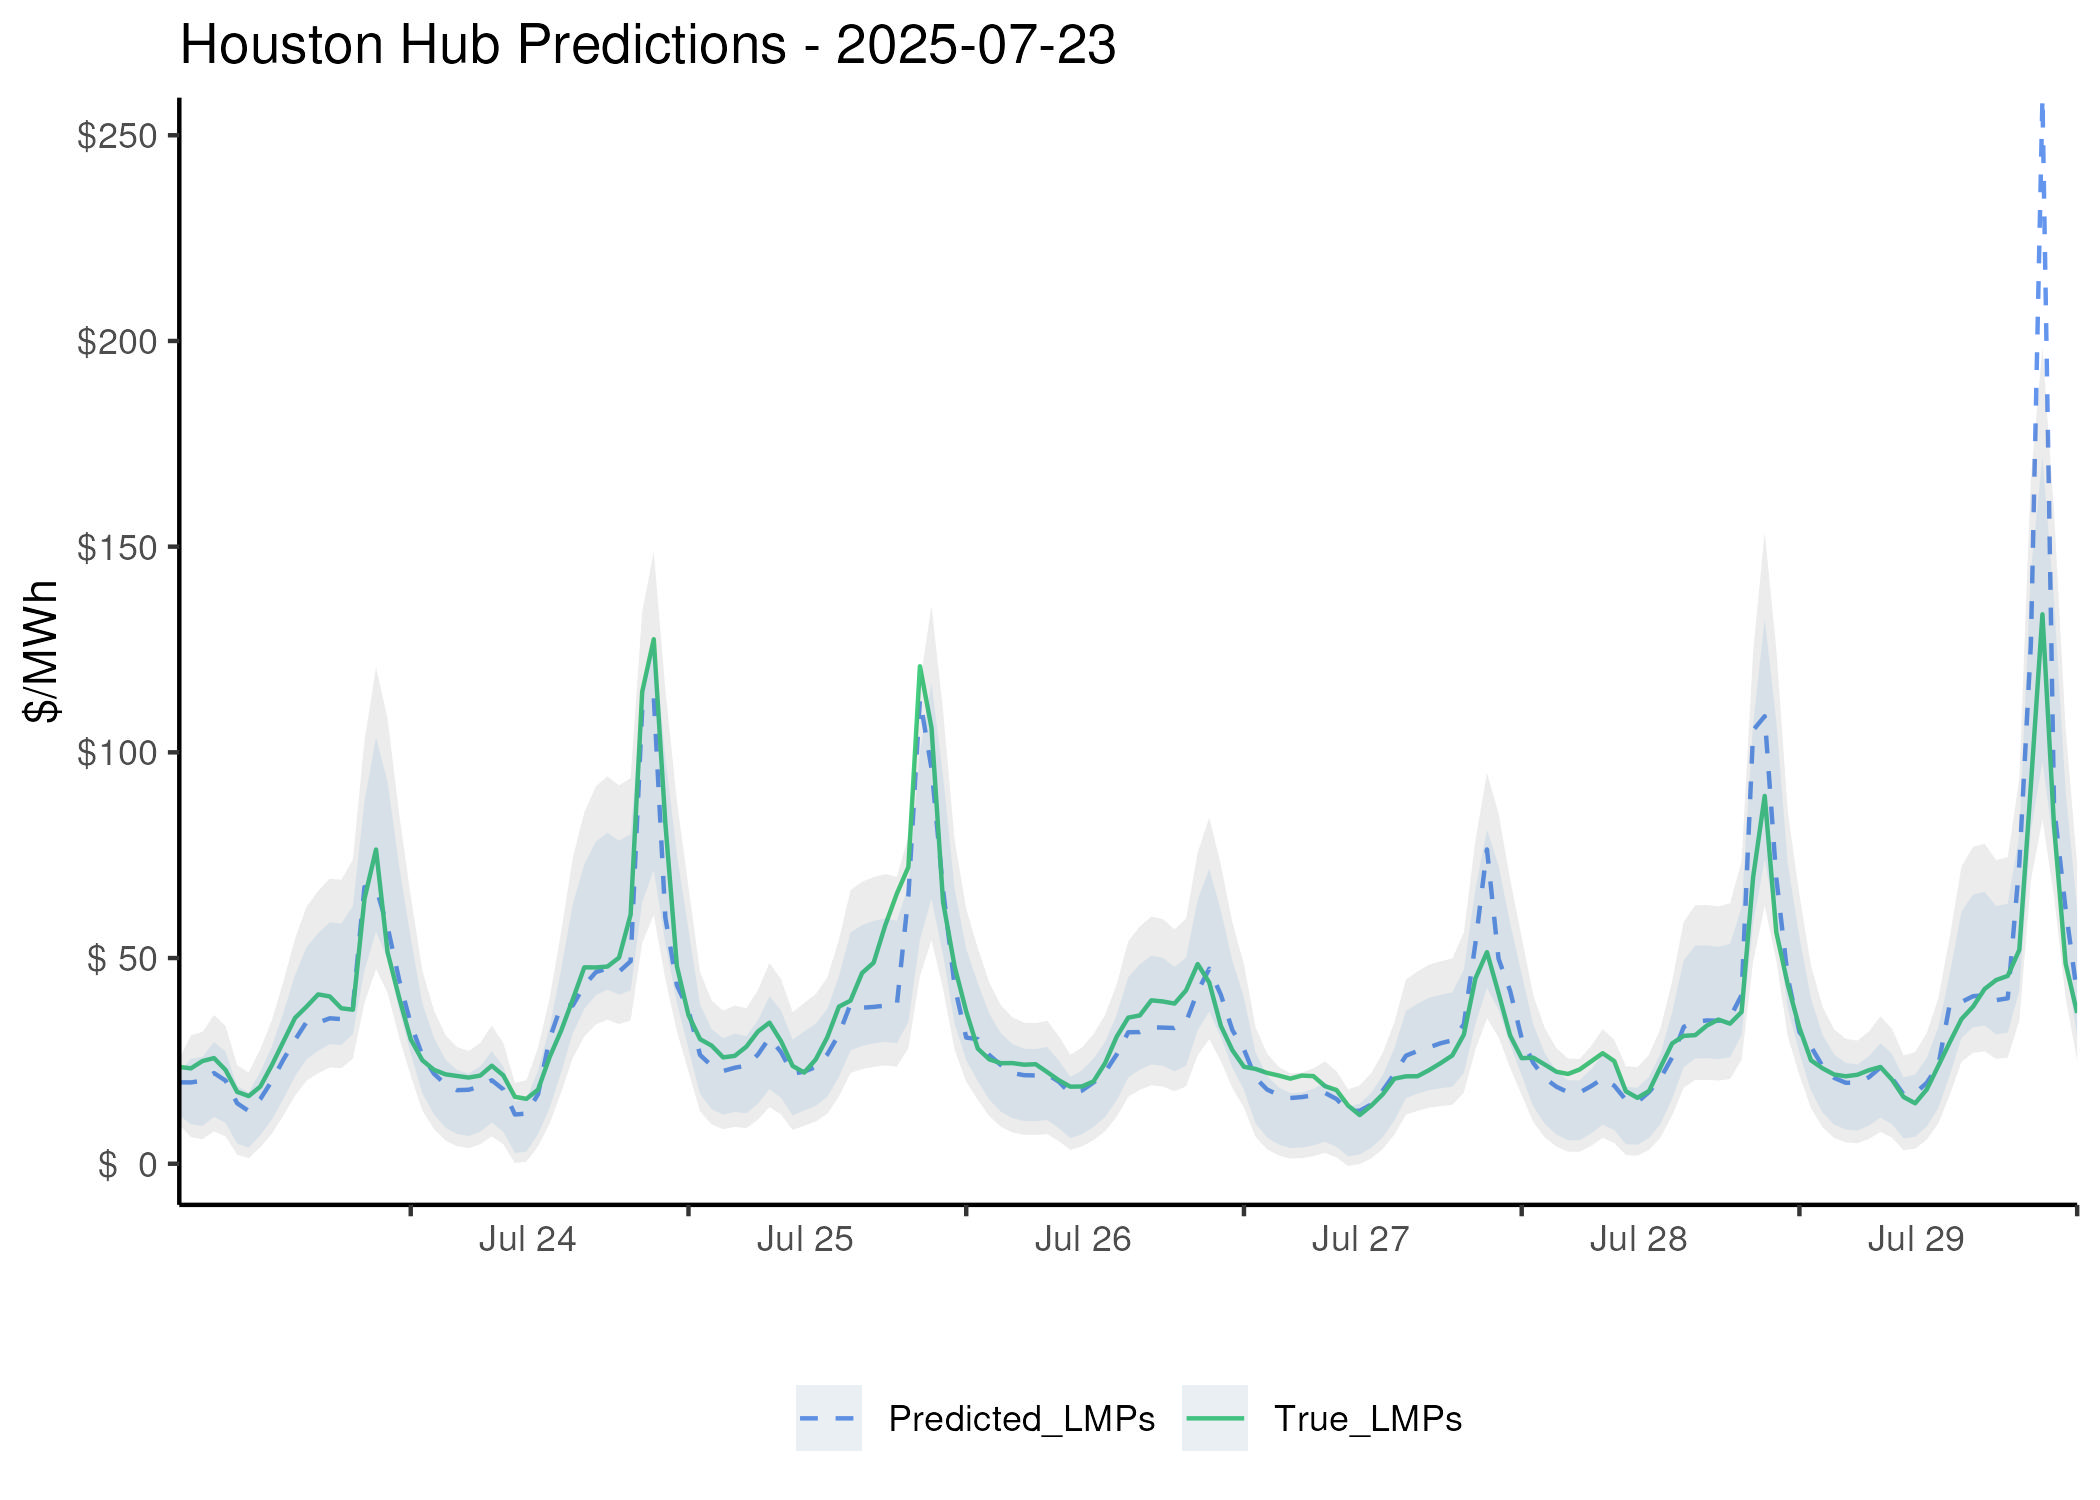 Houston Hub Predictions - 2025-07-23
$/MWh
$250
$200
$150
$100
$ 50
$  0
Jul 24
Jul 25
Jul 26
Jul 27
Jul 28
Jul 29
Predicted_LMPs
True_LMPs